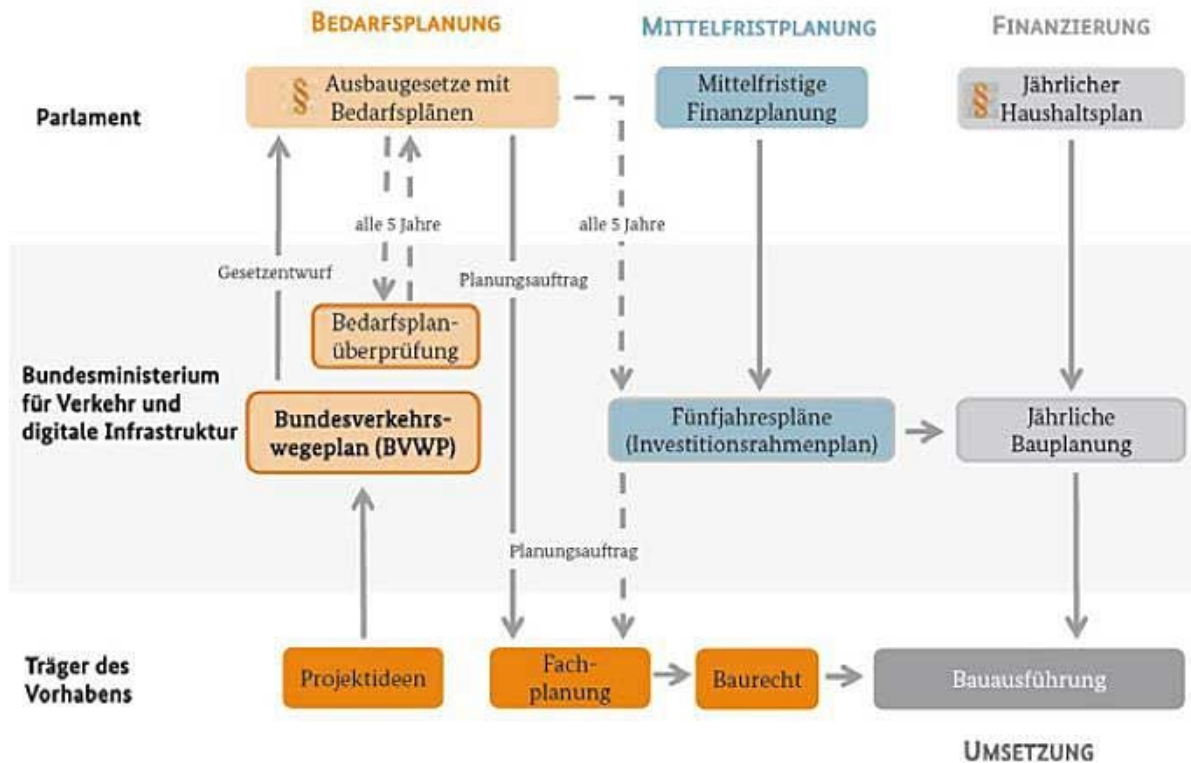 BEDARFSPLANUNG
MITTELFRISTPLANUNG
FINANZIERUNG
Parlament
§ Ausbaugesetze mit
Bedarfsplänen
Mittelfristige
Finanzplanung
§ Jährlicher
Haushaltsplan
alle 5 Jahre
alle 5 Jahre
Gesetzentwurf
Planungsauftrag
Bedarfsplan-
überprüfung
Bundesministerium
für Verkehr und
digitale Infrastruktur
Bundesverkehrs-
wegeplan (BVWP)
Fünfjahrespläne
(Investitionsrahmenplan)
Jährliche
Bauplanung
Planungsauftrag
Träger des
Vorhabens
Projektideen
Fach-
planung
Baurecht
Bauausführung
UMSETZUNG